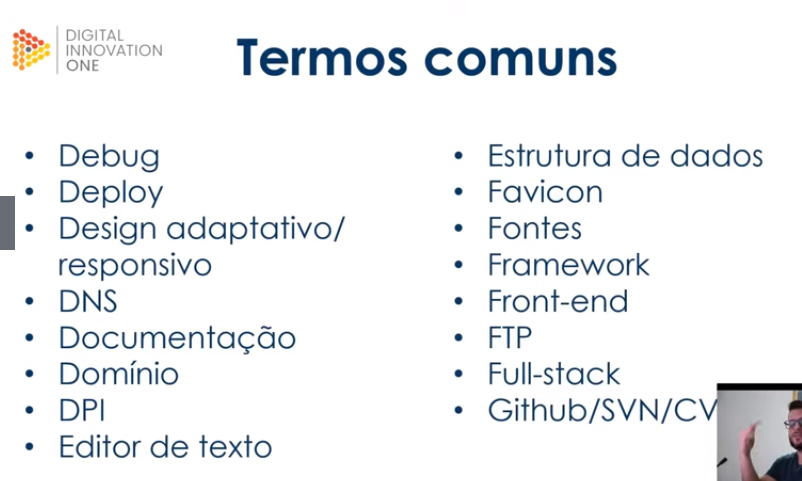 DIGITAL
INNOVATION
ONE
Termos comuns
• Debug
• Deploy
• Design adaptativo/
responsivo
• DNS
• Documentação
• Domínio
• DPI
• Editor de texto
• Estrutura de dados
• Favicon
• Fontes
• Framework
• Front-end
• FTP
• Full-stack
• Github/SVN/CV